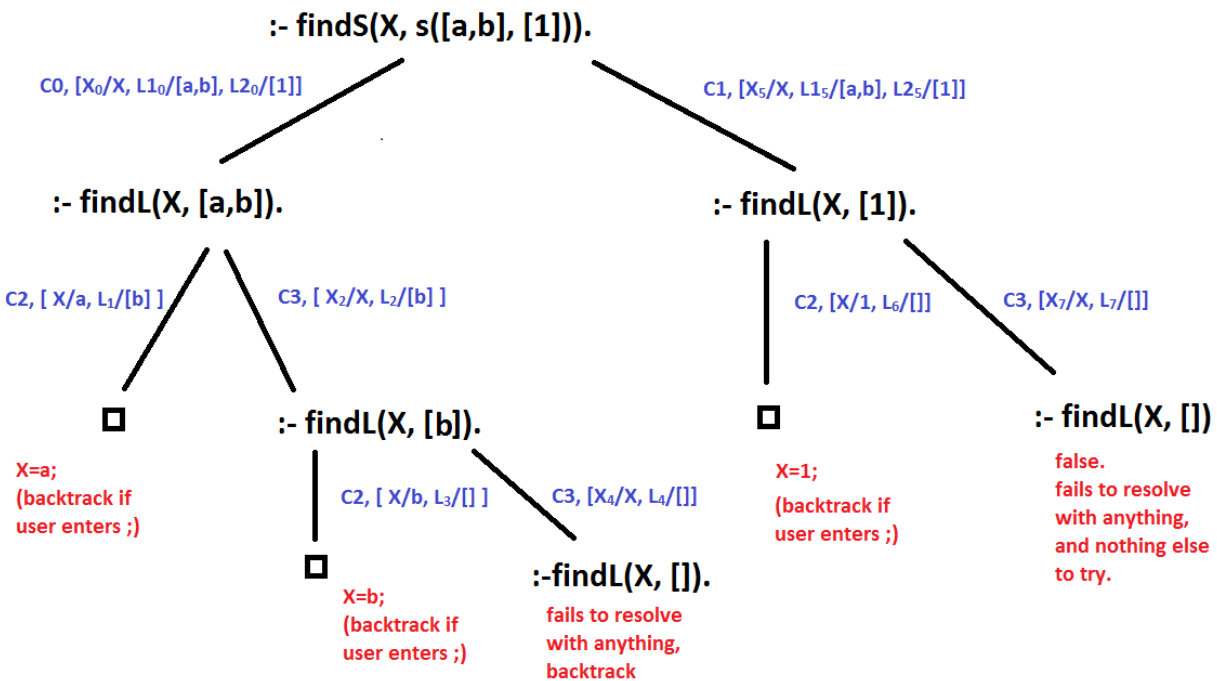 :- findS(X, s([a,b], [1])).
C0, [X₀/X, L1₀/[a,b], L2₀/[1]]
C1, [X₅/X, L1₅/[a,b], L2₅/[1]]
:- findL(X, [a,b]).
:- findL(X, [1]).
C2, [ X/a, L₁/[b] ]
C3, [ X₂/X, L₂/[b] ]
C2, [X/1, L₆/[]]
C3, [X₇/X, L₇/[]]
:- findL(X, [b]).
:- findL(X, [])
X=a;
(backtrack if
user enters ;)
C2, [ X/b, L₃/[] ]
C3, [X₄/X, L₄/[]]
X=1;
(backtrack if
user enters ;)
false.
fails to resolve
with anything,
and nothing else
to try.
:-findL(X, []).
X=b;
(backtrack if
user enters ;)
fails to resolve
with anything,
backtrack